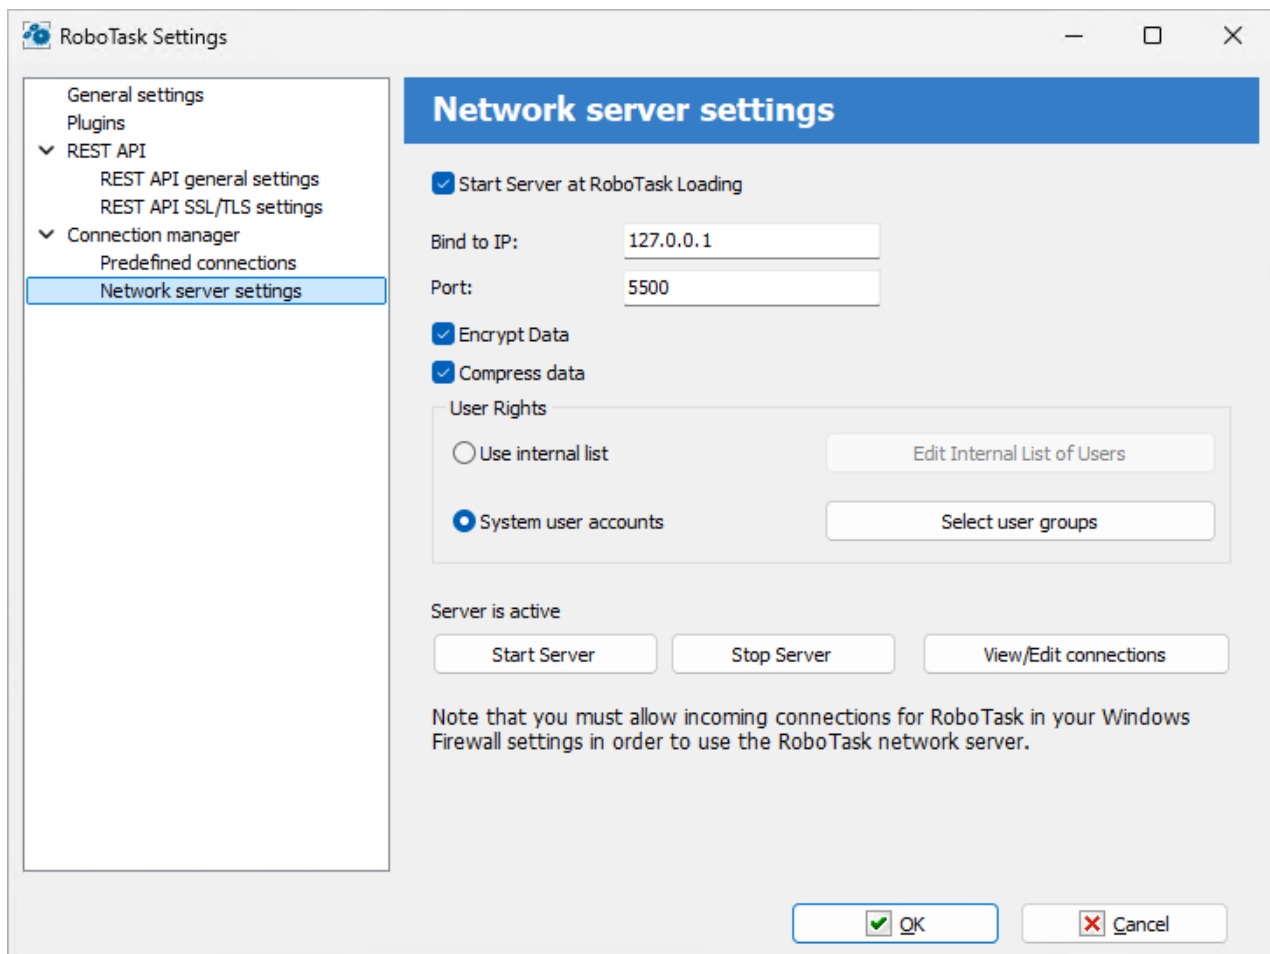 RoboTask Settings
General settings
Plugins
REST API
REST API general settings
REST API SSL/TLS settings
Connection manager
Predefined connections
Network server settings
Network server settings
Start Server at RoboTask Loading
Bind to IP: 127.0.0.1
Port: 5500
Encrypt Data
Compress data
User Rights
Use internal list Edit Internal List of Users
System user accounts Select user groups
Server is active
Start Server Stop Server View/Edit connections
Note that you must allow incoming connections for RoboTask in your Windows
Firewall settings in order to use the RoboTask network server.
OK Cancel